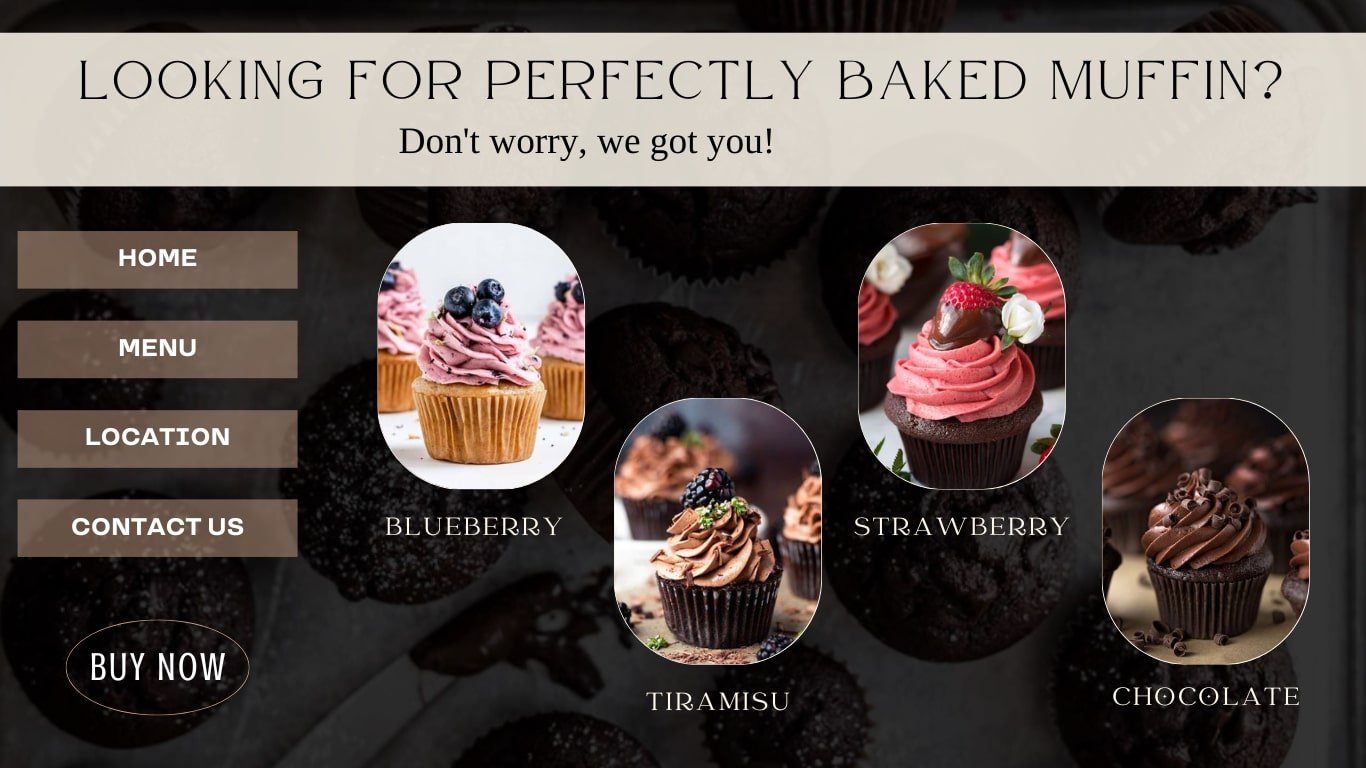 LOOKING FOR PERFECTLY BAKED MUFFIN?
Don't worry, we got you!
HOME
MENU
LOCATION
CONTACT US
BUY NOW
BLUEBERRY
TIRAMISU
STRAWBERRY
CHOCOLATE